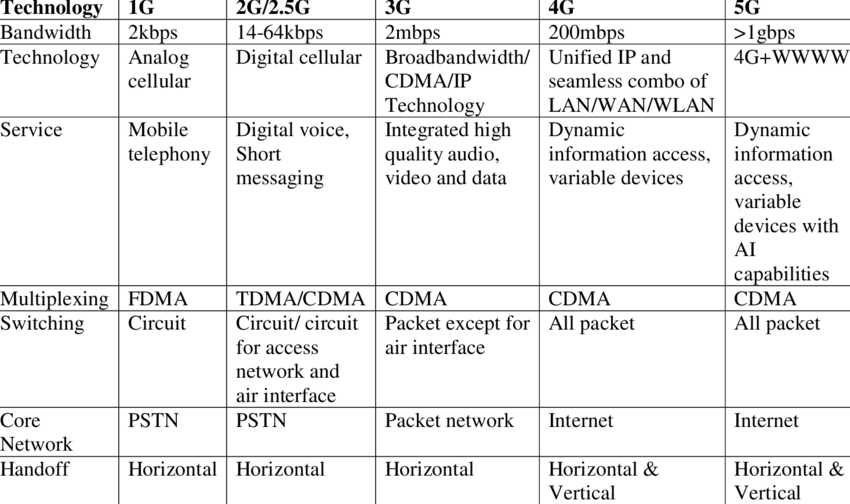 Technology 1G 2G/2.5G 3G 4G 5G
Bandwidth 2kbps 14-64kbps 2mbps 200mbps >1gbps
Technology Analog Digital cellular Broadbandwidth/ Unified IP and 4G+WWWW
cellular CDMA/IP seamless combo of
Technology LAN/WAN/WLAN
Service Mobile Digital voice, Integrated high Dynamic Dynamic
telephony Short quality audio, information access, information
messaging video and data variable devices access,
variable
devices with
AI
capabilities
Multiplexing FDMA TDMA/CDMA CDMA CDMA CDMA
Switching Circuit Circuit/ circuit Packet except for All packet All packet
for access air interface
network and
air interface
Core PSTN PSTN Packet network Internet Internet
Network
Handoff Horizontal Horizontal Horizontal Horizontal & Horizontal &
Vertical Vertical